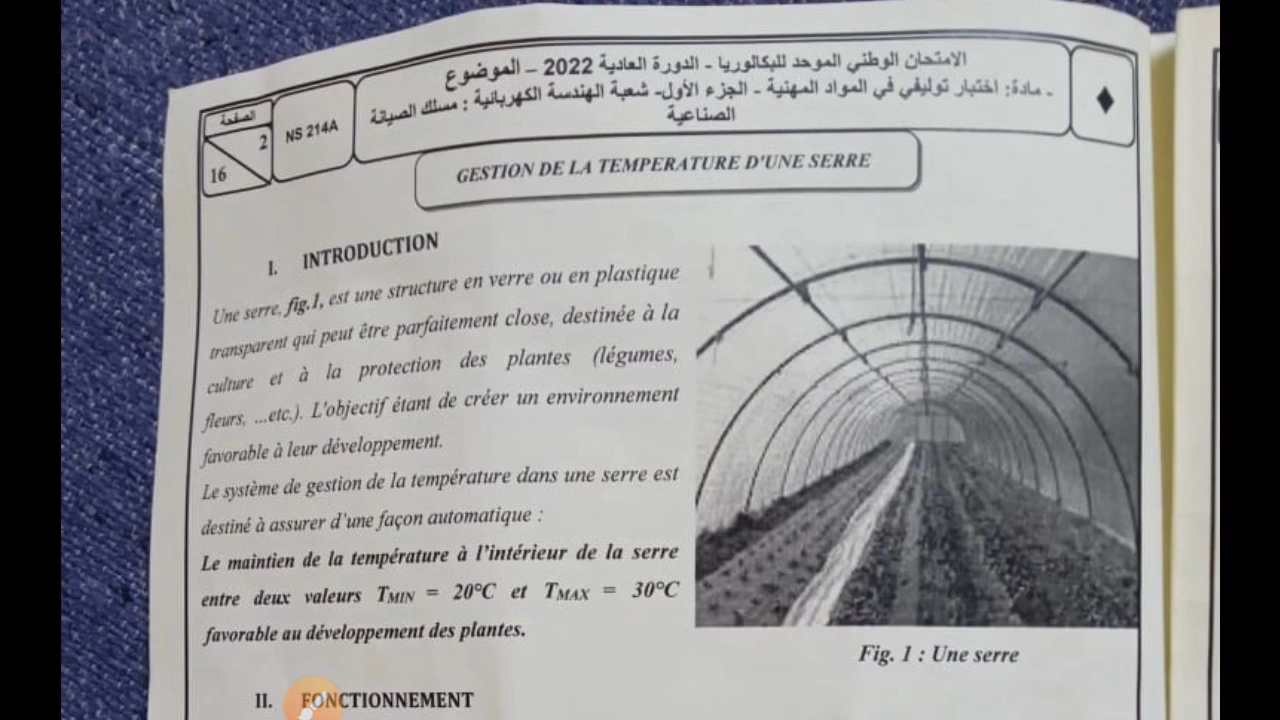 الامتحان الوطني الموحد للبكالوريا - الدورة العادية 2022 – الموضوع
- مادة: اختبار توليفي في المواد المهنية - الجزء الأول- شعبة الهندسة الكهربائية : مسلك الصيانة
الصناعية
♦
NS 214A
الصفحة
2
16
GESTION DE LA TEMPERATURE D'UNE SERRE
I. INTRODUCTION
Une serre, fig.1, est une structure en verre ou en plastique
transparent qui peut être parfaitement close, destinée à la
culture et à la protection des plantes (légumes,
fleurs, ...etc.). L'objectif étant de créer un environnement
favorable à leur développement.
Le système de gestion de la température dans une serre est
destiné à assurer d'une façon automatique :
Le maintien de la température à l'intérieur de la serre
entre deux valeurs TMIN = 20°C et TMAX = 30°C
favorable au développement des plantes.
Fig. 1 : Une serre
II. FONCTIONNEMENT